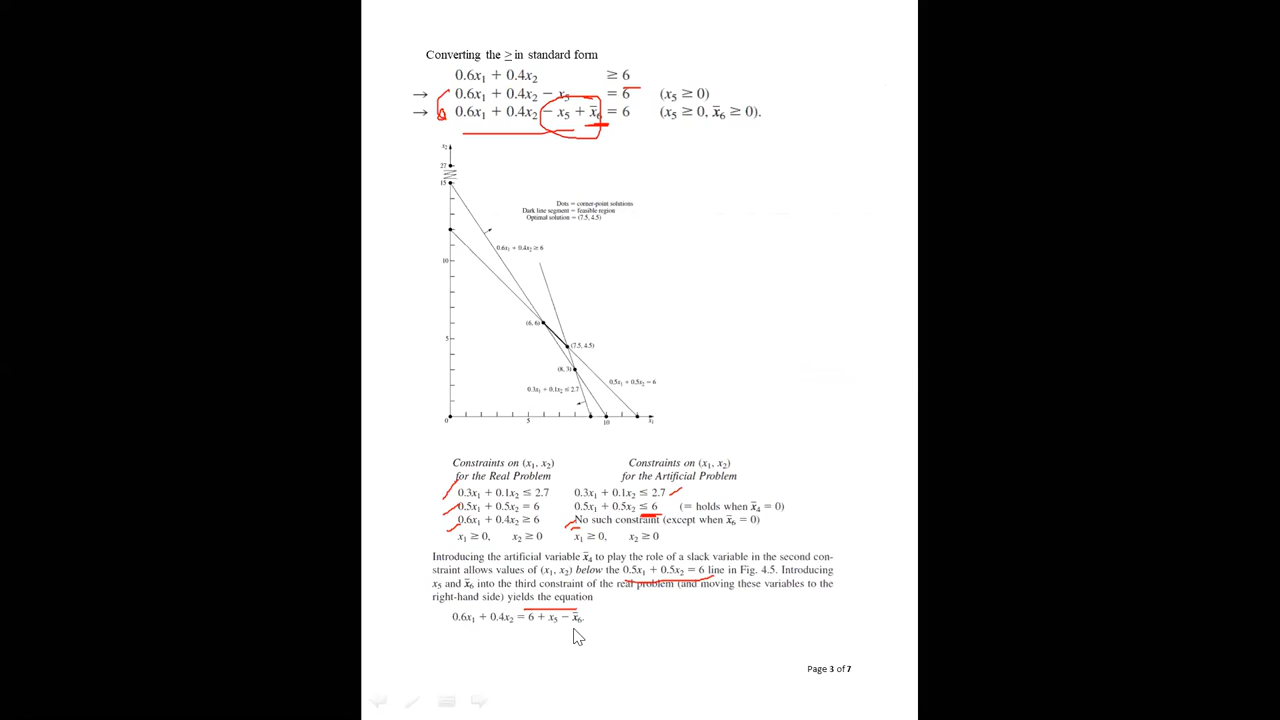 Converting the ≥ in standard form
0.6x₁ + 0.4x₂ ≥ 6
→ 0.6x₁ + 0.4x₂ − x₅ = 6 (x₅ ≥ 0)
→ 0.6x₁ + 0.4x₂ − x₅ + x̄₆ = 6 (x₅ ≥ 0, x̄₆ ≥ 0).
x₂
27
15
Dots = corner-point solutions
Dark line segment = feasible region
Optimal solution = (7.5, 4.5)
0.6x₁ + 0.4x₂ ≥ 6
10
(6, 6)
5
(7.5, 4.5)
(8, 3)
0.5x₁ + 0.5x₂ = 6
0.3x₁ + 0.1x₂ ≤ 2.7
0 5 10 x₁
Constraints on (x₁, x₂) Constraints on (x₁, x₂)
for the Real Problem for the Artificial Problem
0.3x₁ + 0.1x₂ ≤ 2.7 0.3x₁ + 0.1x₂ ≤ 2.7
0.5x₁ + 0.5x₂ = 6 0.5x₁ + 0.5x₂ ≤ 6 (= holds when x̄₄ = 0)
0.6x₁ + 0.4x₂ ≥ 6 No such constraint (except when x̄₆ = 0)
x₁ ≥ 0, x₂ ≥ 0 x₁ ≥ 0, x₂ ≥ 0
Introducing the artificial variable x̄₄ to play the role of a slack variable in the second con-
straint allows values of (x₁, x₂) below the 0.5x₁ + 0.5x₂ = 6 line in Fig. 4.5. Introducing
x₅ and x̄₆ into the third constraint of the real problem (and moving these variables to the
right-hand side) yields the equation
0.6x₁ + 0.4x₂ = 6 + x₅ − x̄₆.
Page 3 of 7